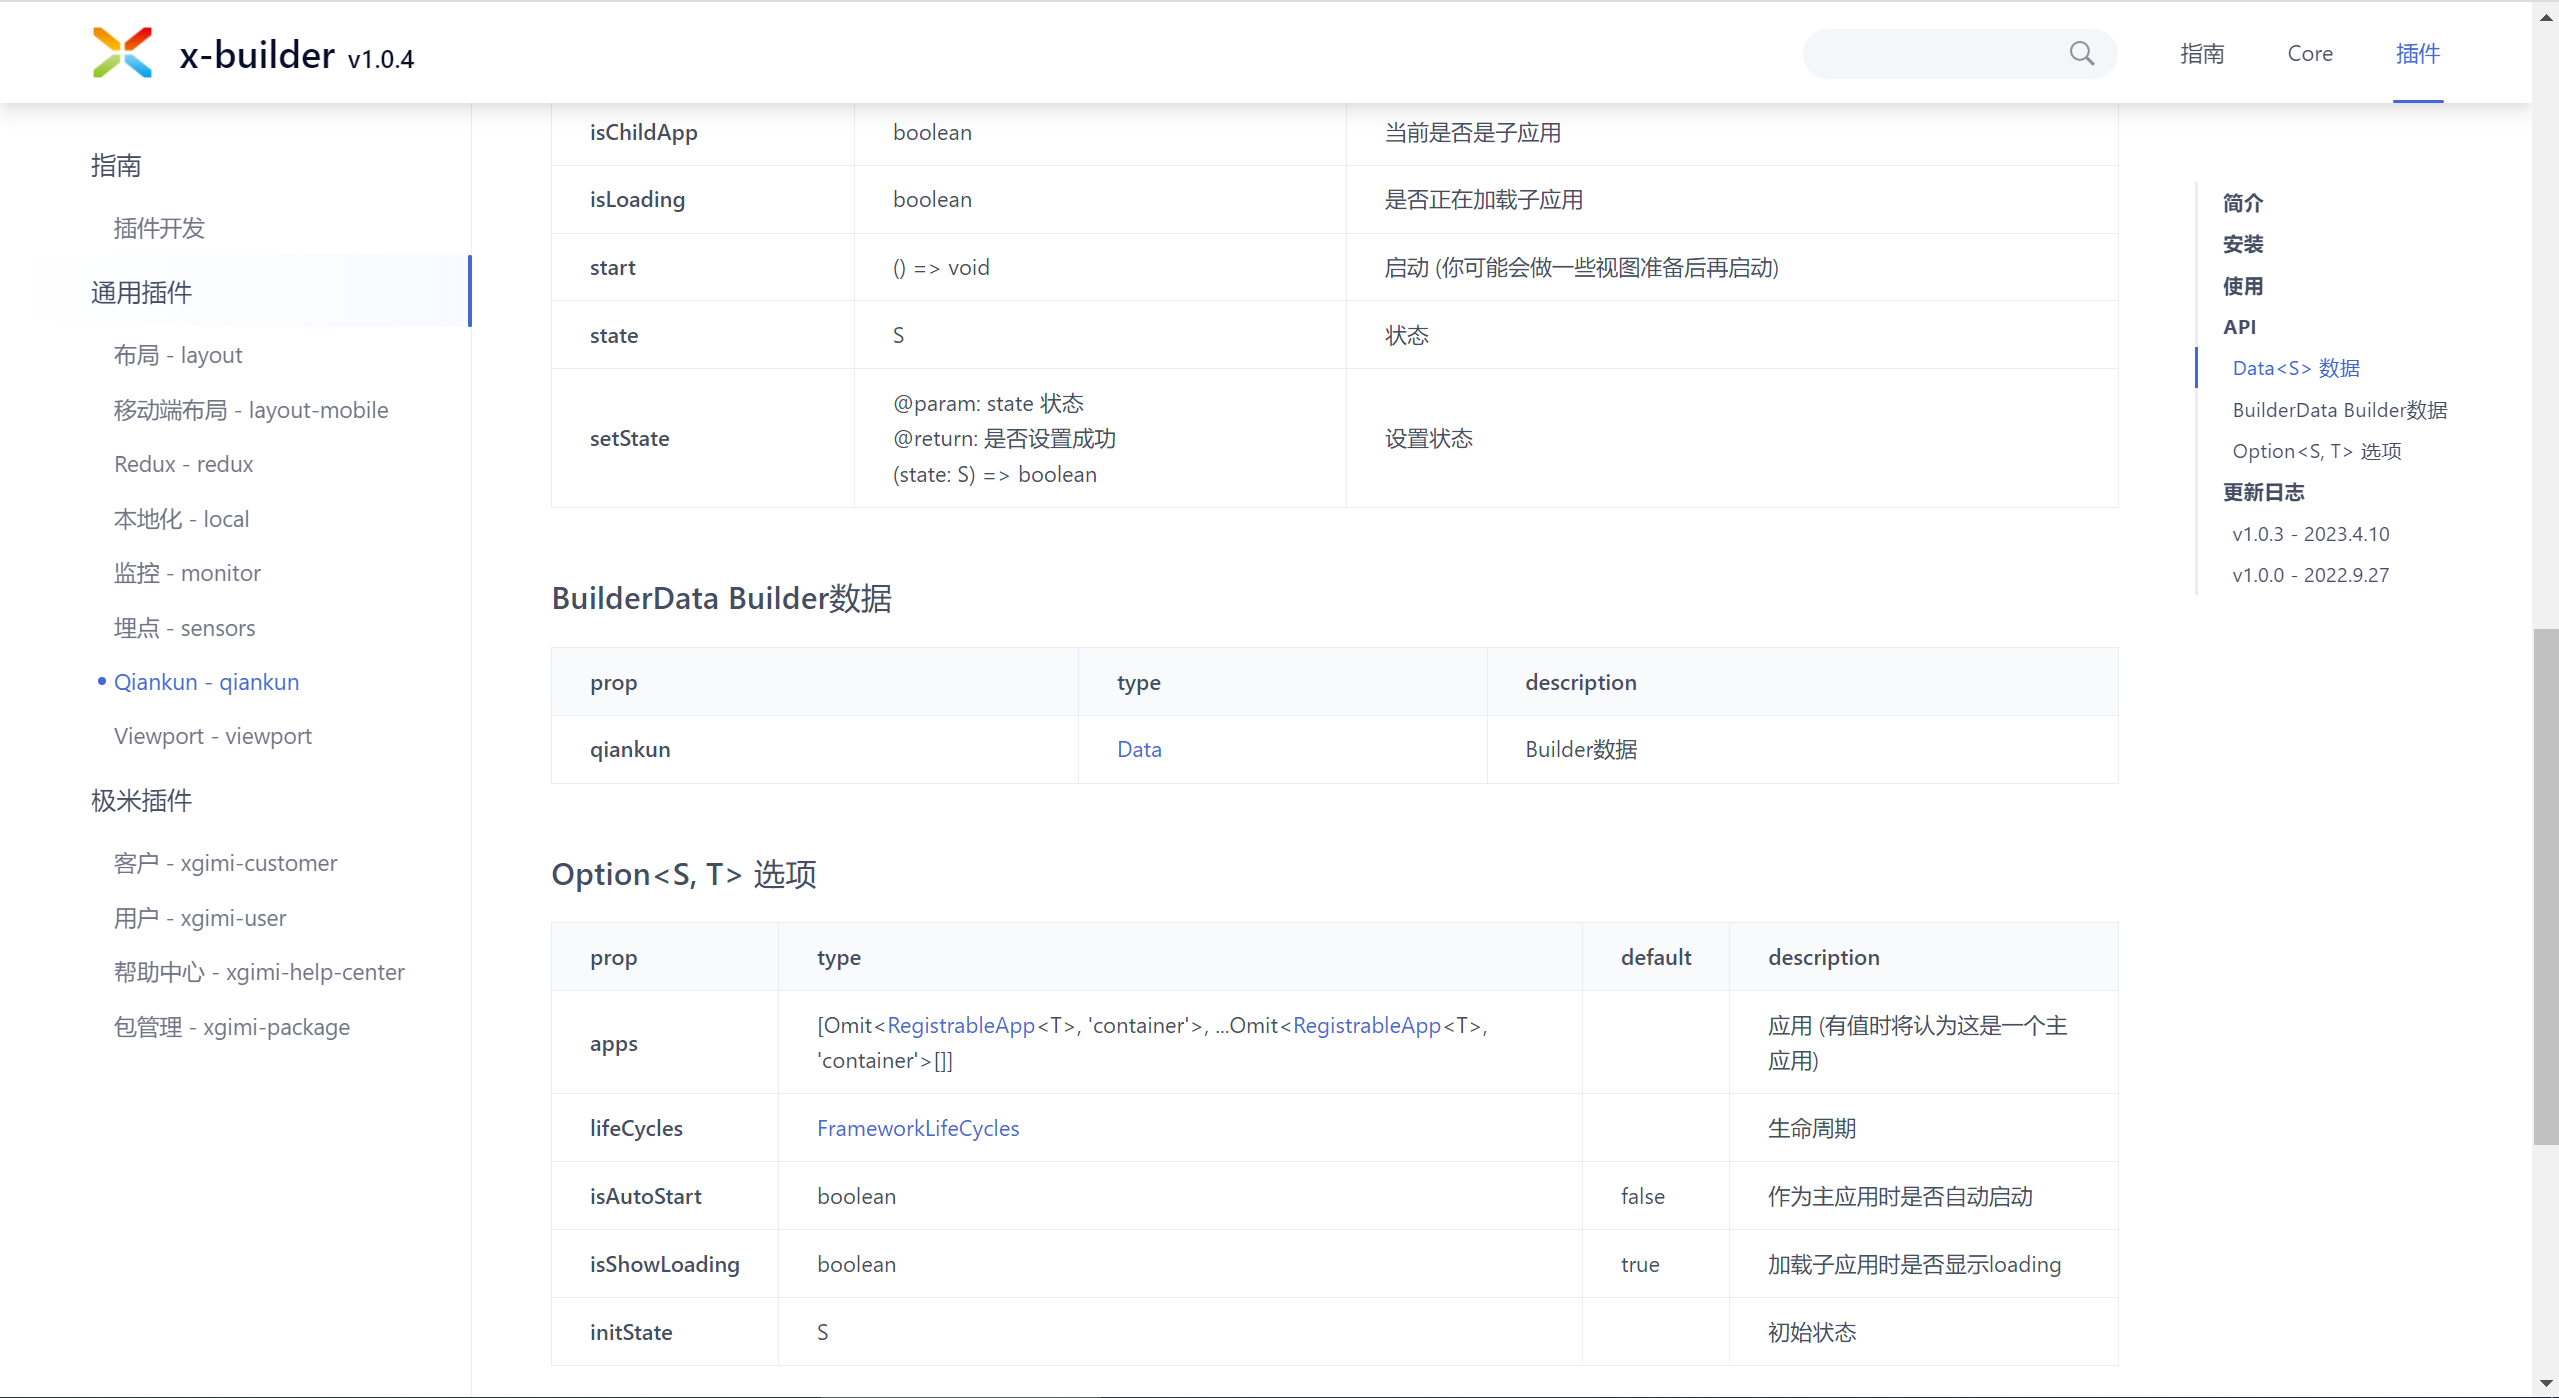 x-builder v1.0.4
指南
Core
插件
指南
插件开发
通用插件
布局 - layout
移动端布局 - layout-mobile
Redux - redux
本地化 - local
监控 - monitor
埋点 - sensors
Qiankun - qiankun
Viewport - viewport
极米插件
客户 - xgimi-customer
用户 - xgimi-user
帮助中心 - xgimi-help-center
包管理 - xgimi-package
isChildApp boolean 当前是否是子应用
isLoading boolean 是否正在加载子应用
start () => void 启动 (你可能会做一些视图准备后再启动)
state S 状态
@param: state 状态
setState @return: 是否设置成功 设置状态
(state: S) => boolean
BuilderData Builder数据
prop type description
qiankun Data Builder数据
Option<S, T> 选项
prop type default description
apps [Omit<RegistrableApp<T>, 'container'>, ...Omit<RegistrableApp<T>, 应用 (有值时将认为这是一个主
'container'>[]] 应用)
lifeCycles FrameworkLifeCycles 生命周期
isAutoStart boolean false 作为主应用时是否自动启动
isShowLoading boolean true 加载子应用时是否显示loading
initState S 初始状态
简介
安装
使用
API
Data<S> 数据
BuilderData Builder数据
Option<S, T> 选项
更新日志
v1.0.3 - 2023.4.10
v1.0.0 - 2022.9.27